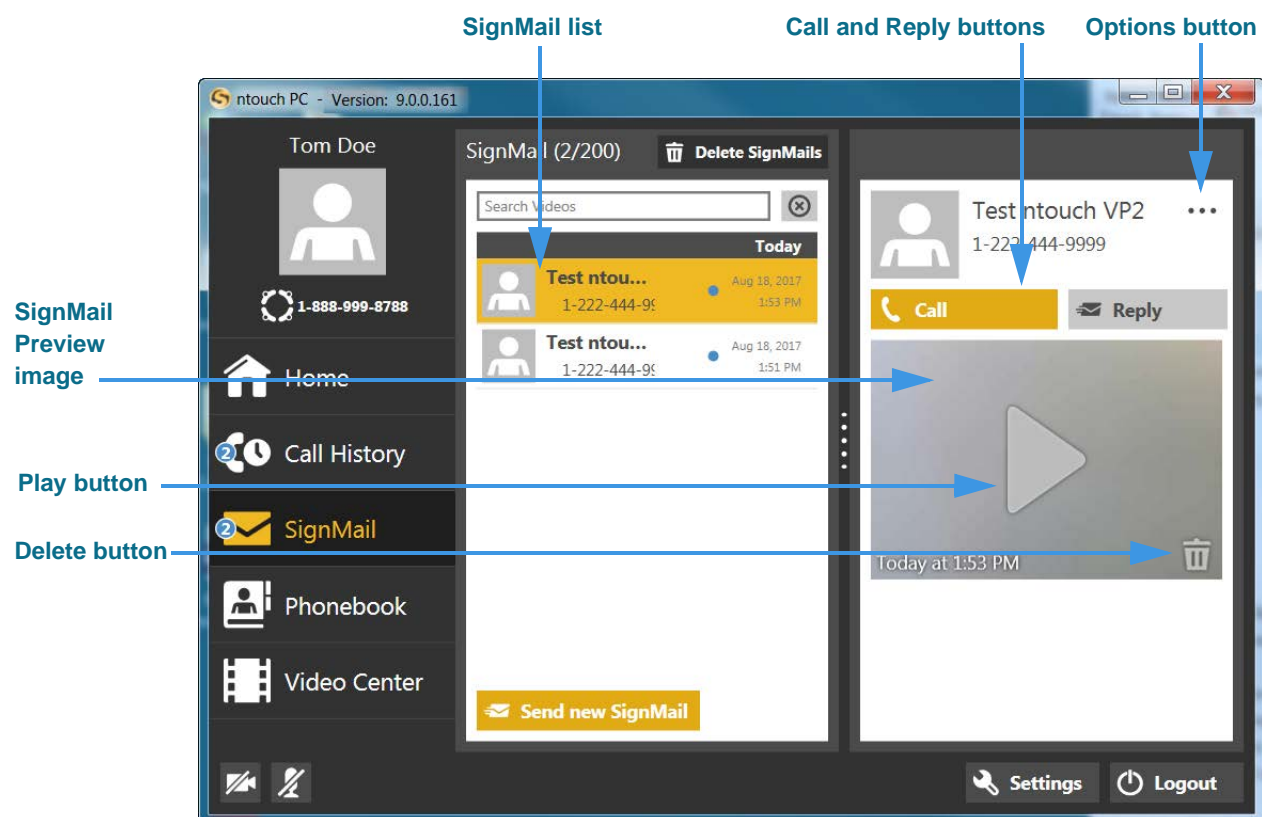 SignMail list
Call and Reply buttons
Options button
ntouch PC - Version: 9.0.0.161
Tom Doe
1-888-999-8788
Home
2
Call History
2
SignMail
Phonebook
Video Center
SignMail (2/200)
Delete SignMails
Search Videos
Today
Test ntou...
1-222-444-99
Aug 18, 2017
1:53 PM
Test ntou...
1-222-444-99
Aug 18, 2017
1:51 PM
Send new SignMail
Test ntouch VP2
1-222-444-9999
Call
Reply
Today at 1:53 PM
Settings
Logout
SignMail
Preview
image
Play button
Delete button